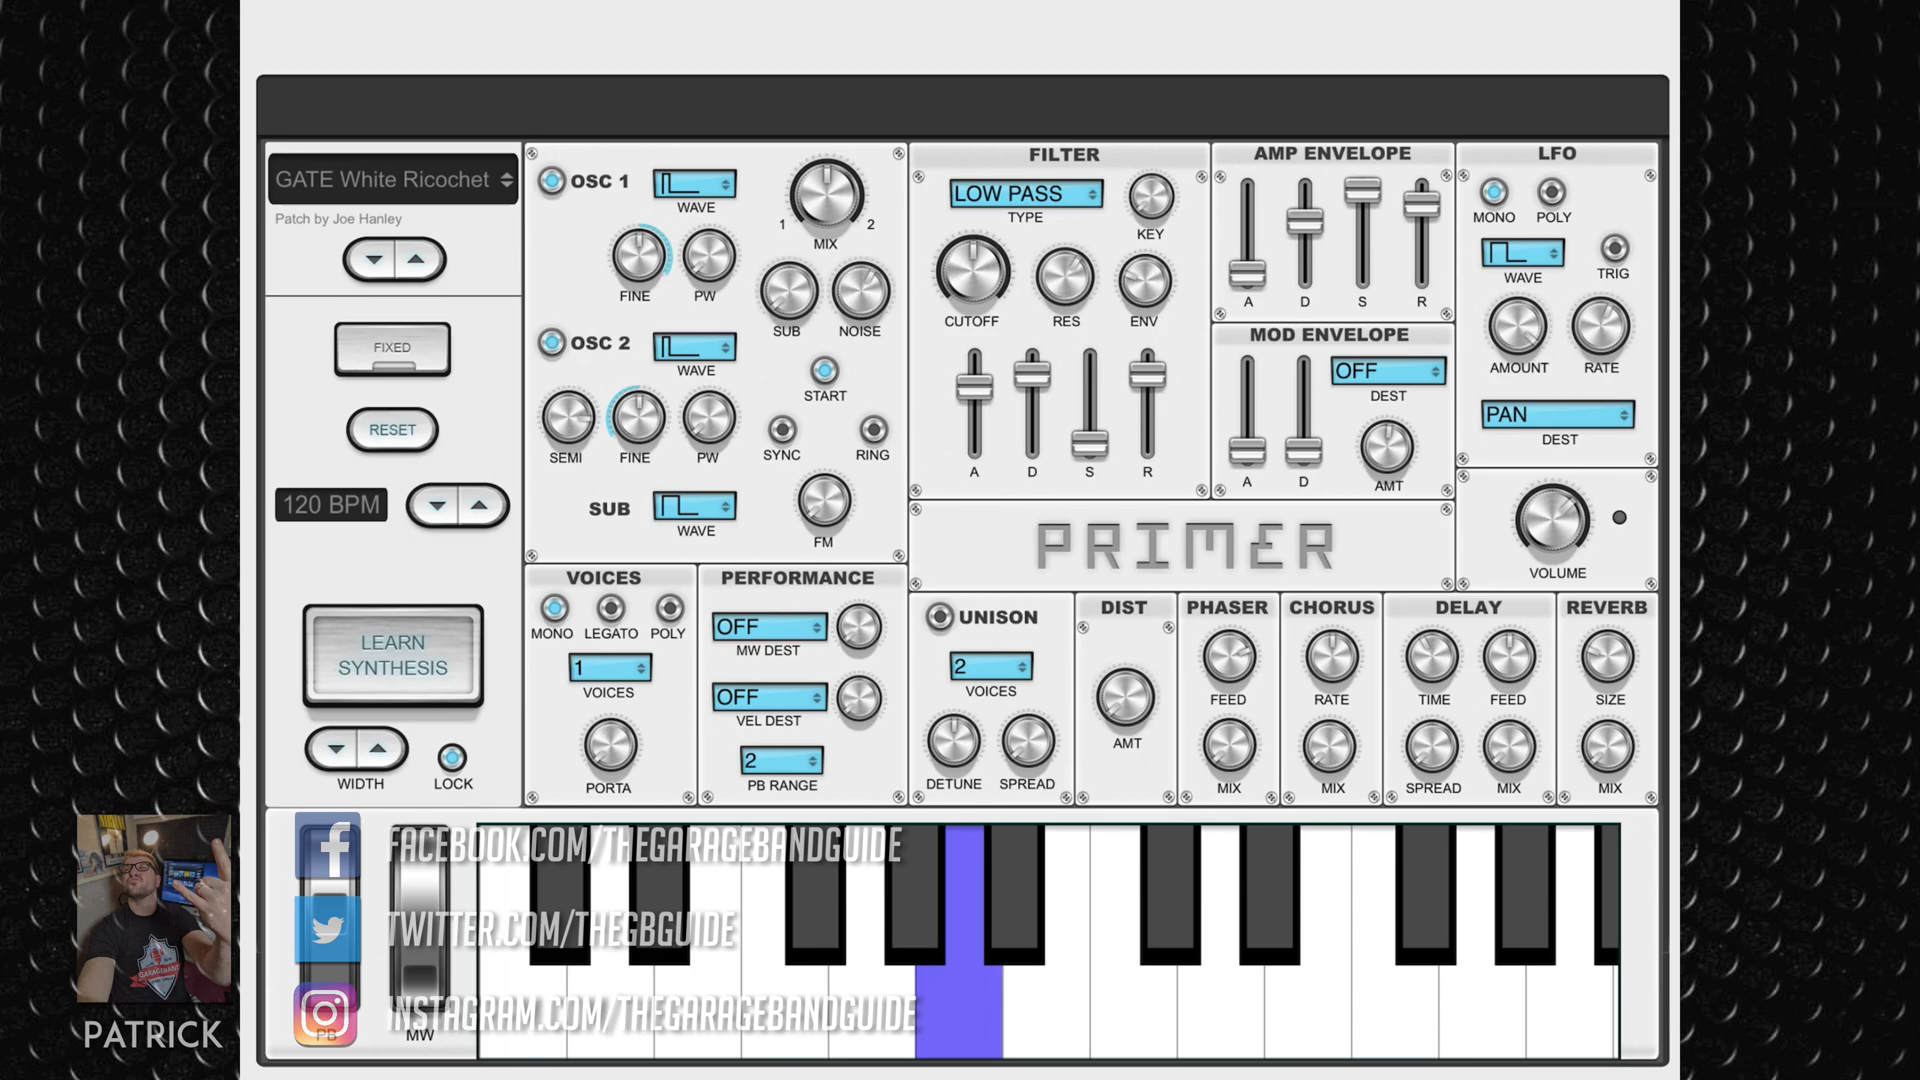 GATE White Ricochet
Patch by Joe Hanley
FIXED
RESET
120 BPM
LEARN
SYNTHESIS
WIDTH
LOCK
OSC 1
WAVE
1
2
MIX
FINE
PW
SUB
NOISE
OSC 2
WAVE
START
SEMI
FINE
PW
SYNC
RING
SUB
WAVE
FM
FILTER
LOW PASS
TYPE
KEY
CUTOFF
RES
ENV
A
D
S
R
AMP ENVELOPE
A
D
S
R
MOD ENVELOPE
OFF
DEST
A
D
AMT
LFO
MONO
POLY
WAVE
TRIG
AMOUNT
RATE
PAN
DEST
PRIMER
VOLUME
VOICES
MONO
LEGATO
POLY
1
VOICES
PORTA
PERFORMANCE
OFF
MW DEST
OFF
VEL DEST
2
PB RANGE
UNISON
2
VOICES
DETUNE
SPREAD
DIST
AMT
PHASER
FEED
MIX
CHORUS
RATE
MIX
DELAY
TIME
FEED
SPREAD
MIX
REVERB
SIZE
MIX
FACEBOOK.COM/THEGARAGEBANDGUIDE
TWITTER.COM/THEGBGUIDE
INSTAGRAM.COM/THEGARAGEBANDGUIDE
PB
MW
PATRICK